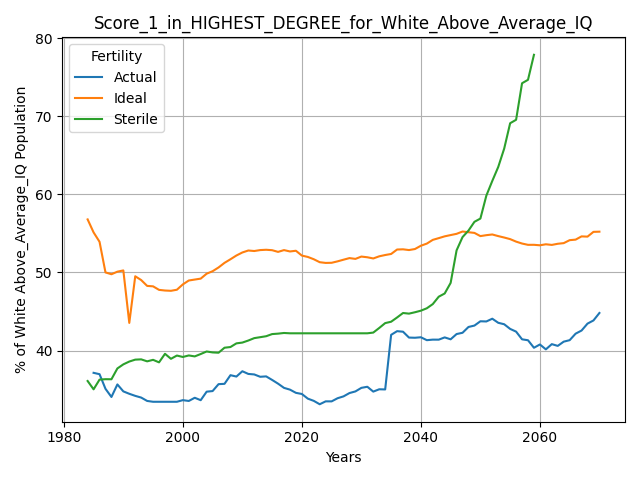 Score_1_in_HIGHEST_DEGREE_for_White_Above_Average_IQ
% of White Above_Average_IQ Population
80
70
60
50
40
Fertility
Actual
Ideal
Sterile
1980
2000
2020
2040
2060
Years